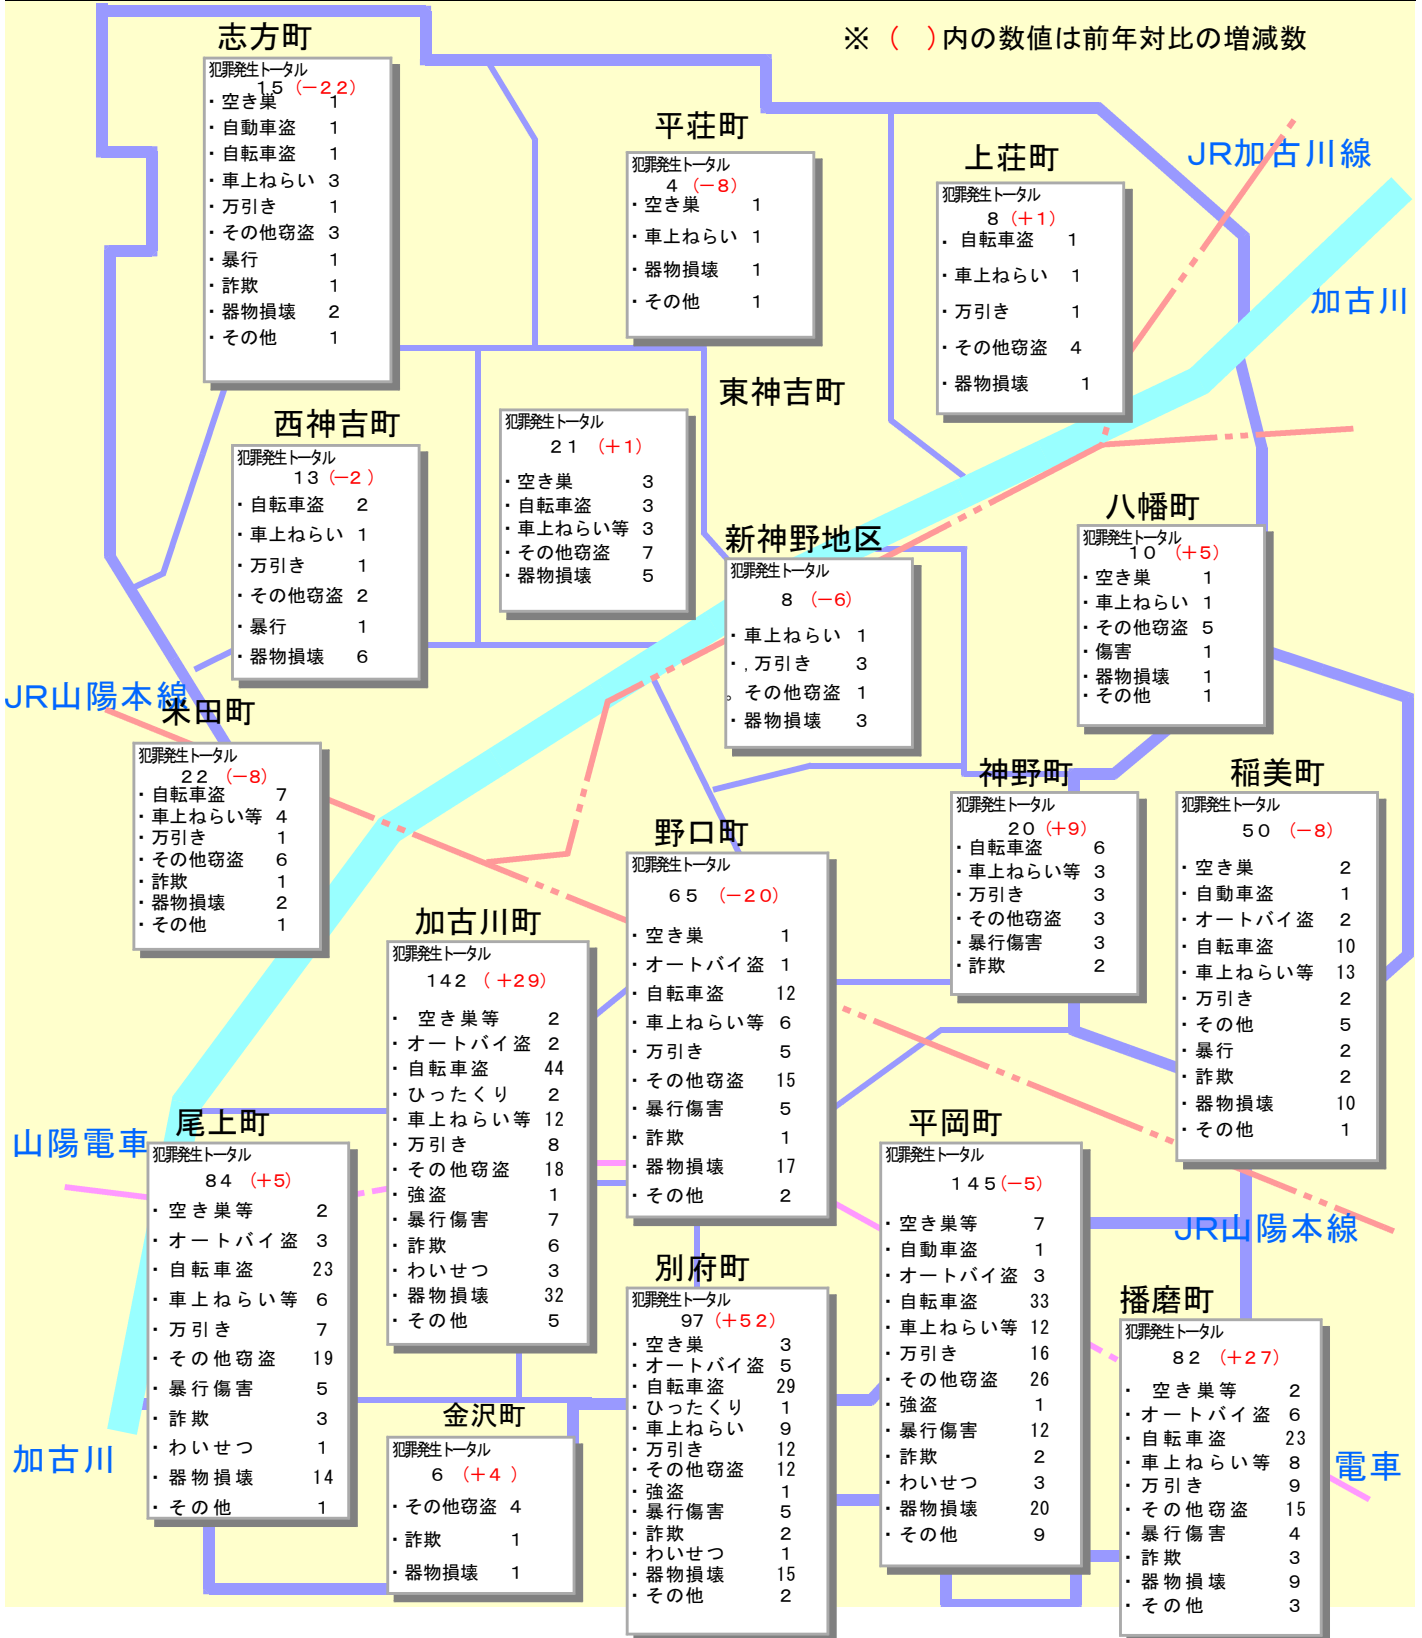 ※（　）内の数値は前年対比の増減数
志方町
犯罪発生トータル
１５（－２２）
・空き巣　１
・自動車盗　１
・自転車盗　１
・車上ねらい　３
・万引き　１
・その他窃盗　３
・暴行　１
・詐欺　１
・器物損壊　２
・その他　１
平荘町
犯罪発生トータル
４（－８）
・空き巣　１
・車上ねらい　１
・器物損壊　１
・その他　１
上荘町
犯罪発生トータル
８（＋１）
・自転車盗　１
・車上ねらい　１
・万引き　１
・その他窃盗　４
・器物損壊　１
JR加古川線
加古川
西神吉町
犯罪発生トータル
１３（－２）
・自転車盗　２
・車上ねらい　１
・万引き　１
・その他窃盗　２
・暴行　１
・器物損壊　６
東神吉町
犯罪発生トータル
２１（＋１）
・空き巣　３
・自転車盗　３
・車上ねらい等　３
・その他窃盗　７
・器物損壊　５
新神野地区
犯罪発生トータル
８（－６）
・車上ねらい　１
・，万引き　３
。その他窃盗　１
・器物損壊　３
八幡町
犯罪発生トータル
１０（＋５）
・空き巣　１
・車上ねらい　１
・その他窃盗　５
・傷害　１
・器物損壊　１
・その他　１
JR山陽本線
米田町
犯罪発生トータル
２２（－８）
・自転車盗　７
・車上ねらい等　４
・万引き　１
・その他窃盗　６
・詐欺　１
・器物損壊　２
・その他　１
神野町
犯罪発生トータル
２０（＋９）
・自転車盗　６
・車上ねらい等　３
・万引き　３
・その他窃盗　３
・暴行傷害　３
・詐欺　２
稲美町
犯罪発生トータル
５０（－８）
・空き巣　２
・自動車盗　１
・オートバイ盗　２
・自転車盗　10
・車上ねらい等　13
・万引き　２
・その他　５
・暴行　２
・詐欺　２
・器物損壊　10
・その他　１
野口町
犯罪発生トータル
６５（－２０）
・空き巣　１
・オートバイ盗　１
・自転車盗　12
・車上ねらい等　６
・万引き　５
・その他窃盗　15
・暴行傷害　５
・詐欺　１
・器物損壊　17
・その他　２
加古川町
犯罪発生トータル
142（＋29）
・空き巣等　２
・オートバイ盗　２
・自転車盗　44
・ひったくり　２
・車上ねらい等　12
・万引き　８
・その他窃盗　18
・強盗　１
・暴行傷害　７
・詐欺　６
・わいせつ　３
・器物損壊　32
・その他　５
山陽電車
尾上町
犯罪発生トータル
８４（＋５）
・空き巣等　２
・オートバイ盗　３
・自転車盗　23
・車上ねらい等　６
・万引き　７
・その他窃盗　19
・暴行傷害　５
・詐欺　３
・わいせつ　１
・器物損壊　14
・その他　１
加古川
平岡町
犯罪発生トータル
１４５（－５）
・空き巣等　７
・自動車盗　１
・オートバイ盗　３
・自転車盗　33
・車上ねらい等　12
・万引き　16
・その他窃盗　26
・強盗　１
・暴行傷害　12
・詐欺　２
・わいせつ　３
・器物損壊　20
・その他　９
JR山陽本線
別府町
犯罪発生トータル
97（＋５２）
・空き巣　３
・オートバイ盗　５
・自転車盗　29
・ひったくり　１
・車上ねらい　９
・万引き　12
・その他窃盗　12
・強盗　１
・暴行傷害　５
・詐欺　２
・わいせつ　１
・器物損壊　15
・その他　２
播磨町
犯罪発生トータル
８２（＋２７）
・空き巣等　２
・オートバイ盗　６
・自転車盗　23
・車上ねらい等　８
・万引き　９
・その他窃盗　15
・暴行傷害　４
・詐欺　３
・器物損壊　９
・その他　３
電車
金沢町
犯罪発生トータル
６（＋４）
・その他窃盗　４
・詐欺　１
・器物損壊　１